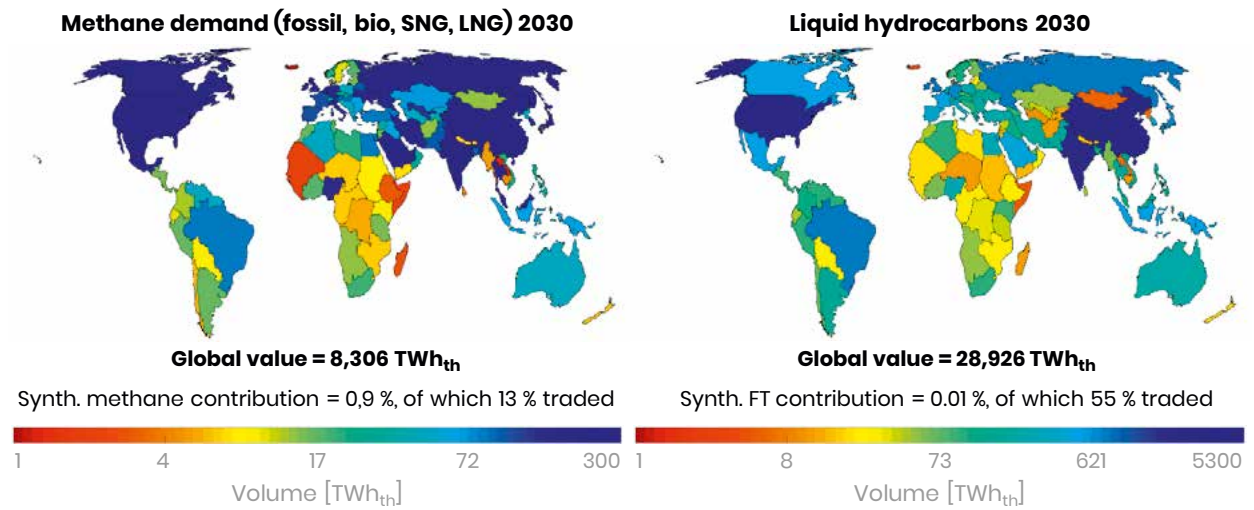 Methane demand (fossil, bio, SNG, LNG) 2030
Global value = 8,306 TWhth
Synth. methane contribution = 0,9 %, of which 13 % traded
1 4 17 72 300
Volume [TWhth]
Liquid hydrocarbons 2030
Global value = 28,926 TWhth
Synth. FT contribution = 0.01 %, of which 55 % traded
1 8 73 621 5300
Volume [TWhth]